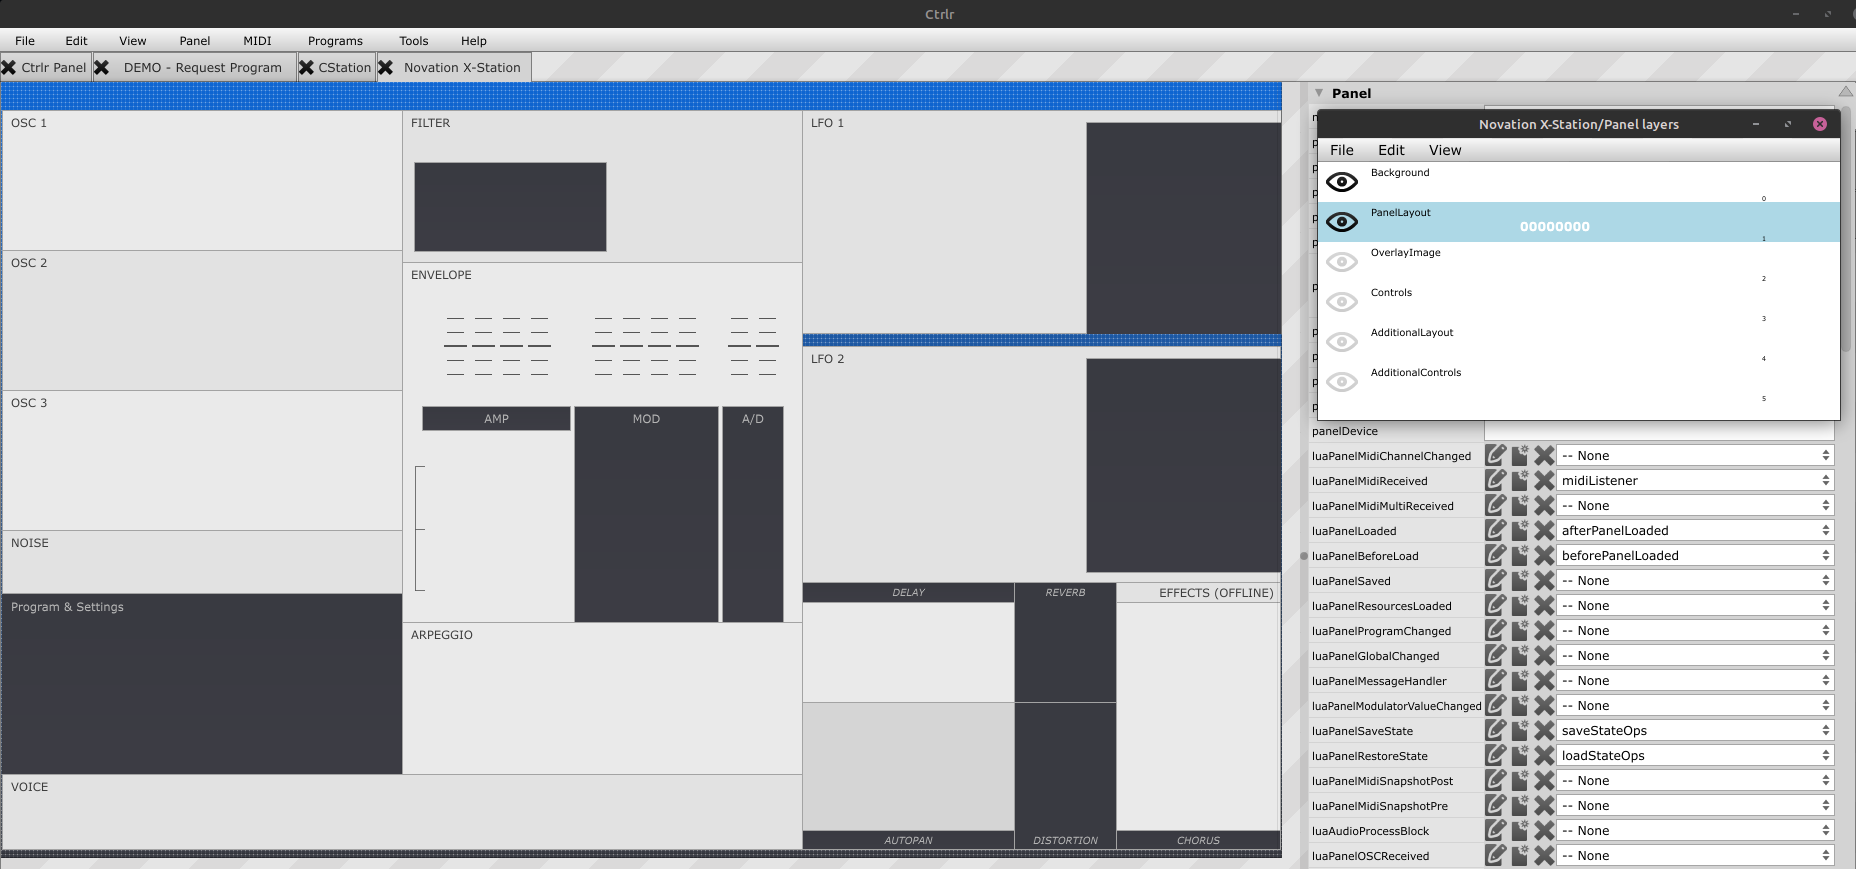 Ctrlr
File Edit View Panel MIDI Programs Tools Help
Ctrlr Panel DEMO - Request Program CStation Novation X-Station
OSC 1
OSC 2
OSC 3
NOISE
Program & Settings
VOICE
FILTER
ENVELOPE
AMP MOD A/D
ARPEGGIO
LFO 1
LFO 2
DELAY REVERB EFFECTS (OFFLINE)
AUTOPAN DISTORTION CHORUS
Panel
Novation X-Station/Panel layers
File Edit View
Background
0
PanelLayout
00000000
1
OverlayImage
2
Controls
3
AdditionalLayout
4
AdditionalControls
5
panelDevice
luaPanelMidiChannelChanged -- None
luaPanelMidiReceived midiListener
luaPanelMidiMultiReceived -- None
luaPanelLoaded afterPanelLoaded
luaPanelBeforeLoad beforePanelLoaded
luaPanelSaved -- None
luaPanelResourcesLoaded -- None
luaPanelProgramChanged -- None
luaPanelGlobalChanged -- None
luaPanelMessageHandler -- None
luaPanelModulatorValueChanged -- None
luaPanelSaveState saveStateOps
luaPanelRestoreState loadStateOps
luaPanelMidiSnapshotPost -- None
luaPanelMidiSnapshotPre -- None
luaAudioProcessBlock -- None
luaPanelOSCReceived -- None